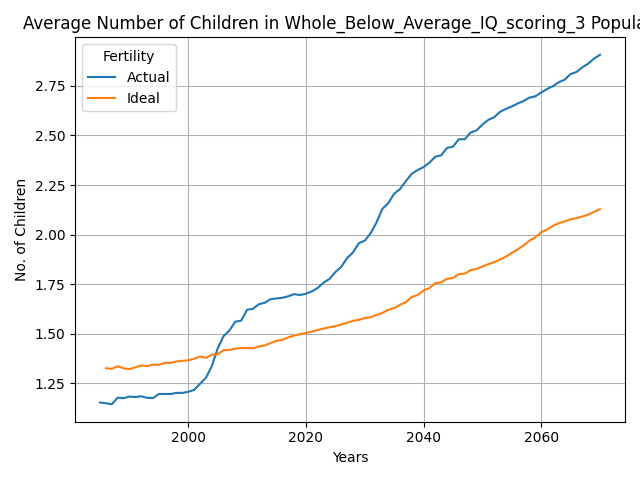 Average Number of Children in Whole_Below_Average_IQ_scoring_3 Popula
Fertility
Actual
Ideal
2.75
2.50
2.25
2.00
1.75
1.50
1.25
No. of Children
2000 2020 2040 2060
Years